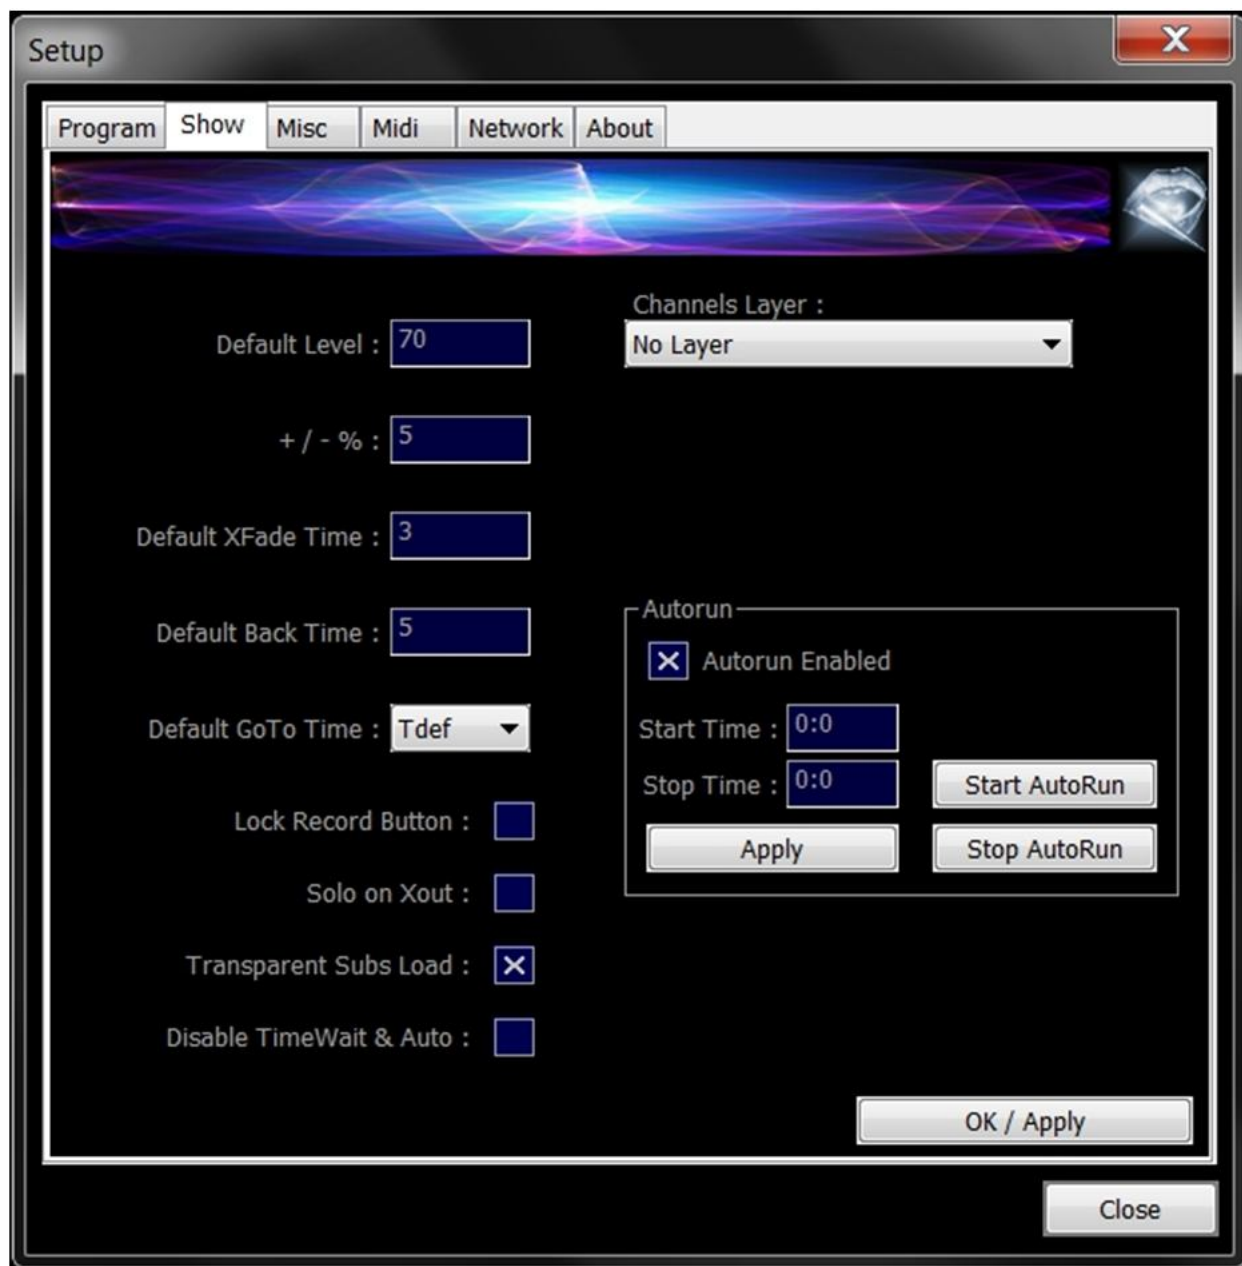 Setup
X
Program Show Misc Midi Network About
Channels Layer :
Default Level : 70
No Layer
+ / - % : 5
Default XFade Time : 3
Default Back Time : 5
Default GoTo Time : Tdef
Lock Record Button :
Solo on Xout :
Transparent Subs Load :
Disable TimeWait & Auto :
Autorun
Autorun Enabled
Start Time : 0:0
Stop Time : 0:0
Start AutoRun
Apply
Stop AutoRun
OK / Apply
Close